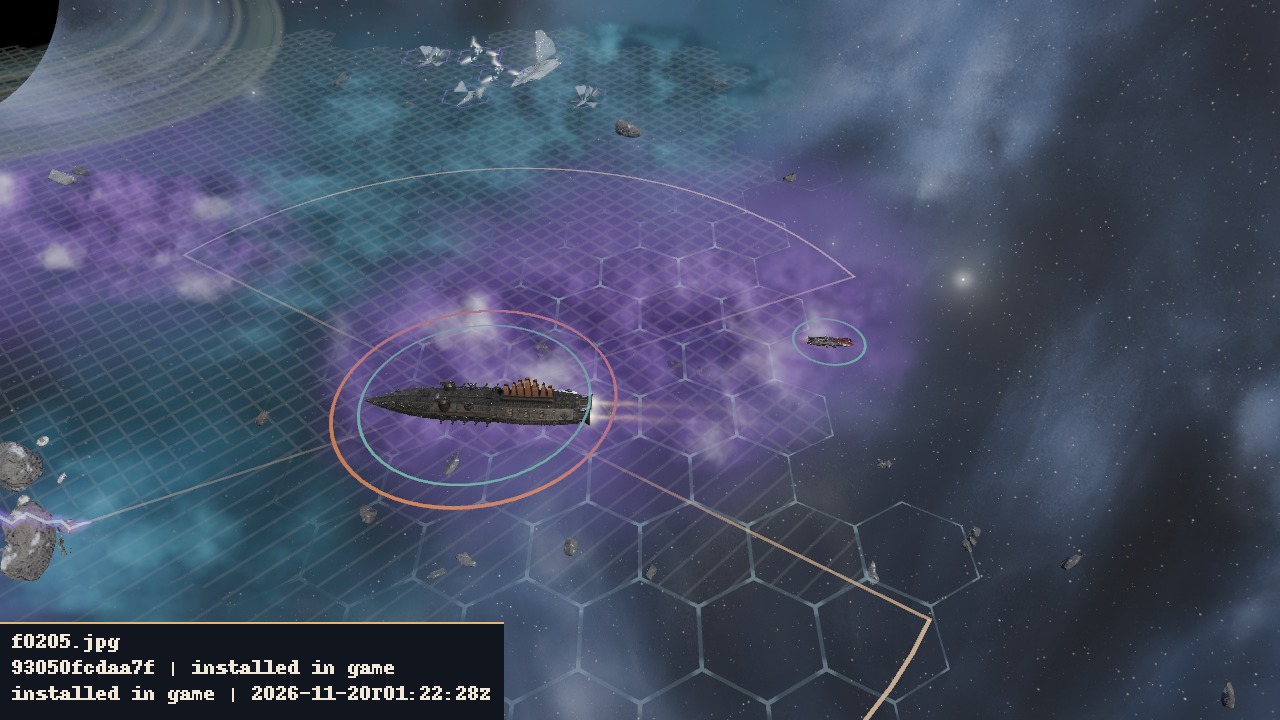 f0205.jpg
93050fcdaa7f | installed in game
installed in game | 2026-11-20T01:22:28Z